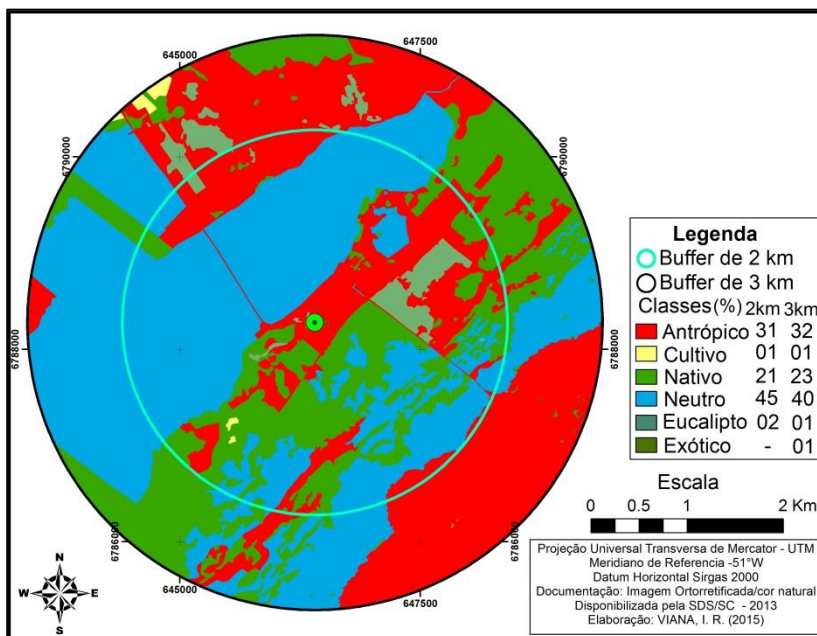 645000
647500
6790000
6790000
6788000
6788000
6786000
6786000
645000
647500
N
W E
S
Legenda
Buffer de 2 km
Buffer de 3 km
Classes(%) 2km 3km
Antrópico 31 32
Cultivo 01 01
Nativo 21 23
Neutro 45 40
Eucalipto 02 01
Exótico - 01
Escala
0 0,5 1 2 Km
Projeção Universal Transversa de Mercator - UTM
Meridiano de Referencia -51°W
Datum Horizontal Sirgas 2000
Documentação: Imagem Ortorretificada/cor natural
Disponibilizada pela SDS/SC - 2013
Elaboração: VIANA, I. R. (2015)